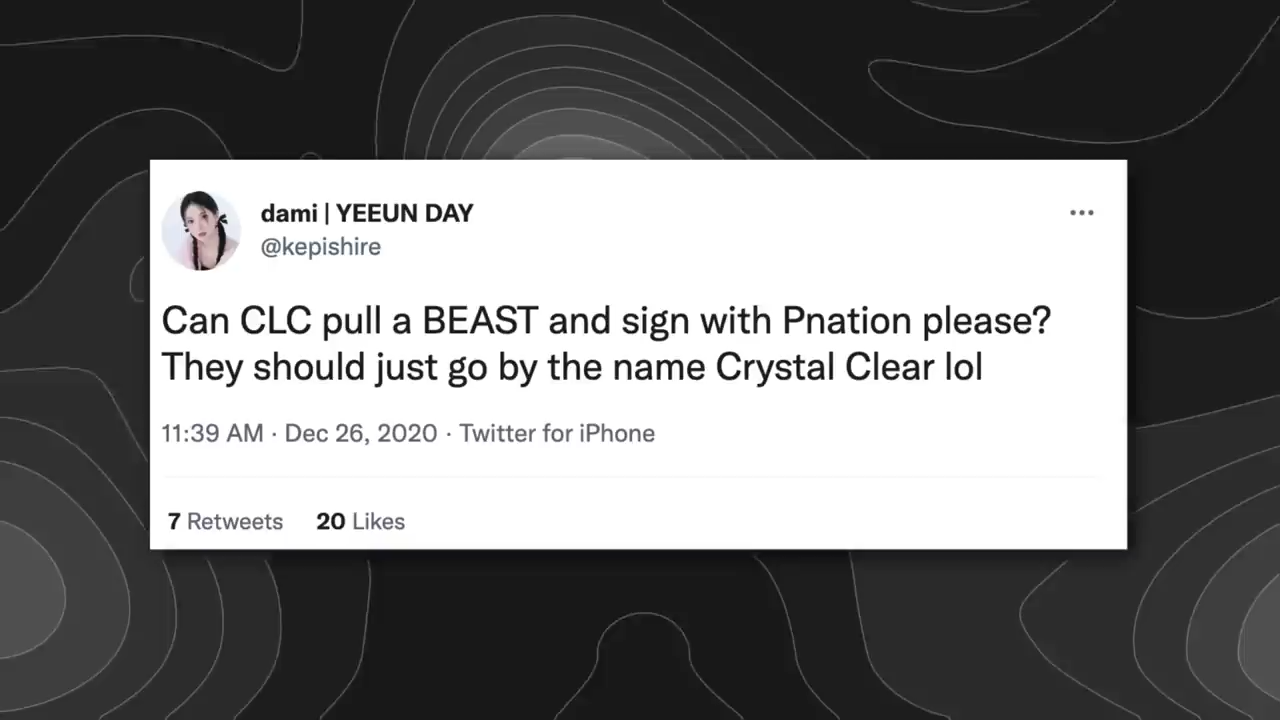 dami | YEEUN DAY
@kepishire
Can CLC pull a BEAST and sign with Pnation please?
They should just go by the name Crystal Clear lol
11:39 AM · Dec 26, 2020 · Twitter for iPhone
7 Retweets 20 Likes